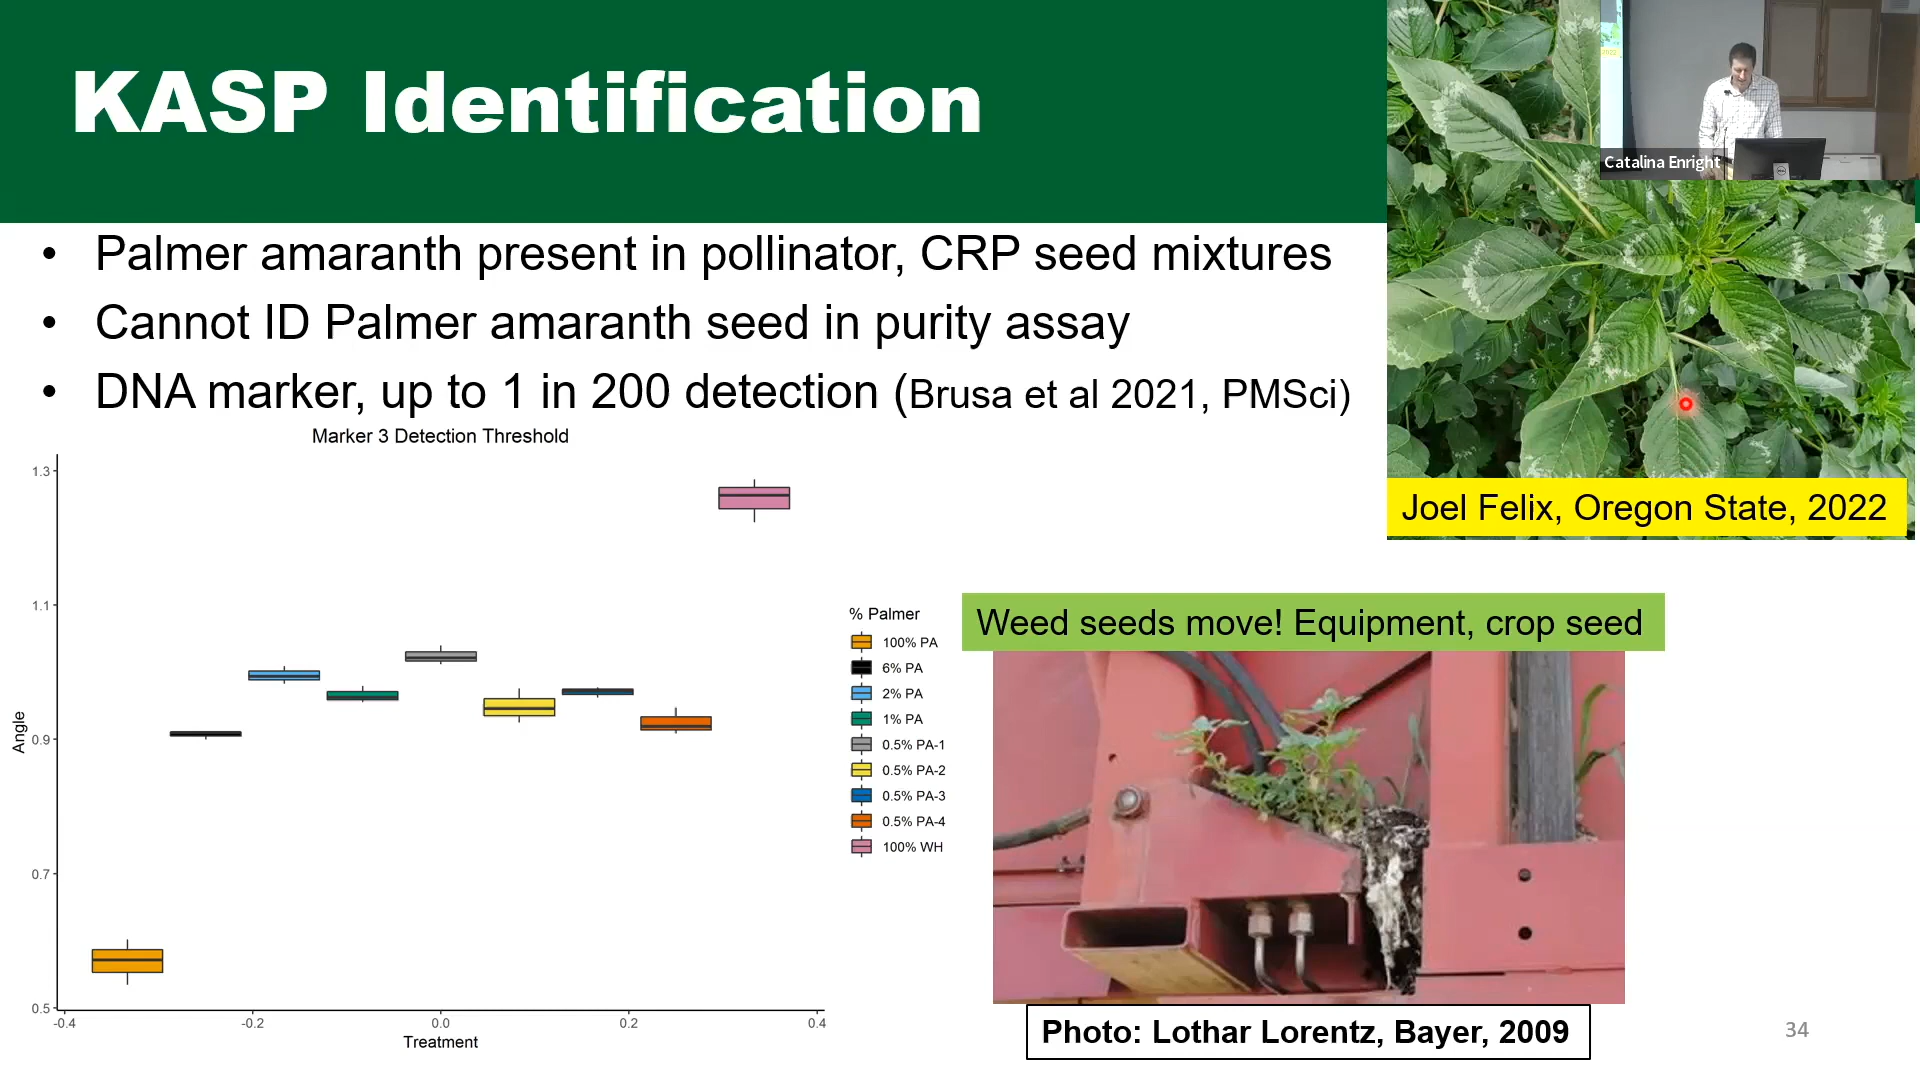 KASP Identification
Catalina Enright
• Palmer amaranth present in pollinator, CRP seed mixtures
• Cannot ID Palmer amaranth seed in purity assay
• DNA marker, up to 1 in 200 detection (Brusa et al 2021, PMSci)
Joel Felix, Oregon State, 2022
Marker 3 Detection Threshold
1.3
1.1
0.9
0.7
0.5
Angle
-0.4
-0.2
0.0
0.2
0.4
Treatment
% Palmer
100% PA
6% PA
2% PA
1% PA
0.5% PA-1
0.5% PA-2
0.5% PA-3
0.5% PA-4
100% WH
Weed seeds move! Equipment, crop seed
Photo: Lothar Lorentz, Bayer, 2009
34